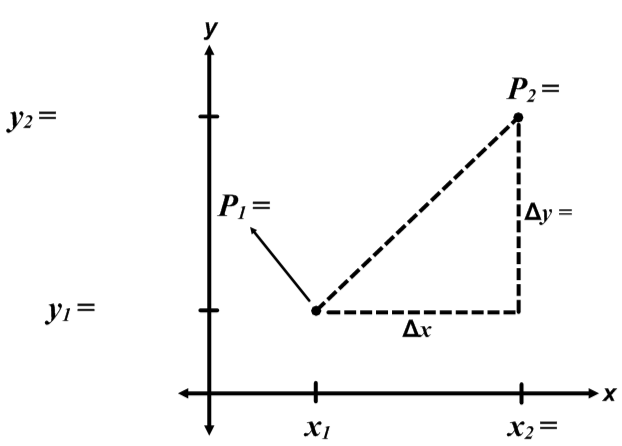 y
P₂ =
y₂ =
P₁ =
Δy =
y₁ =
Δx
x
x₁
x₂ =